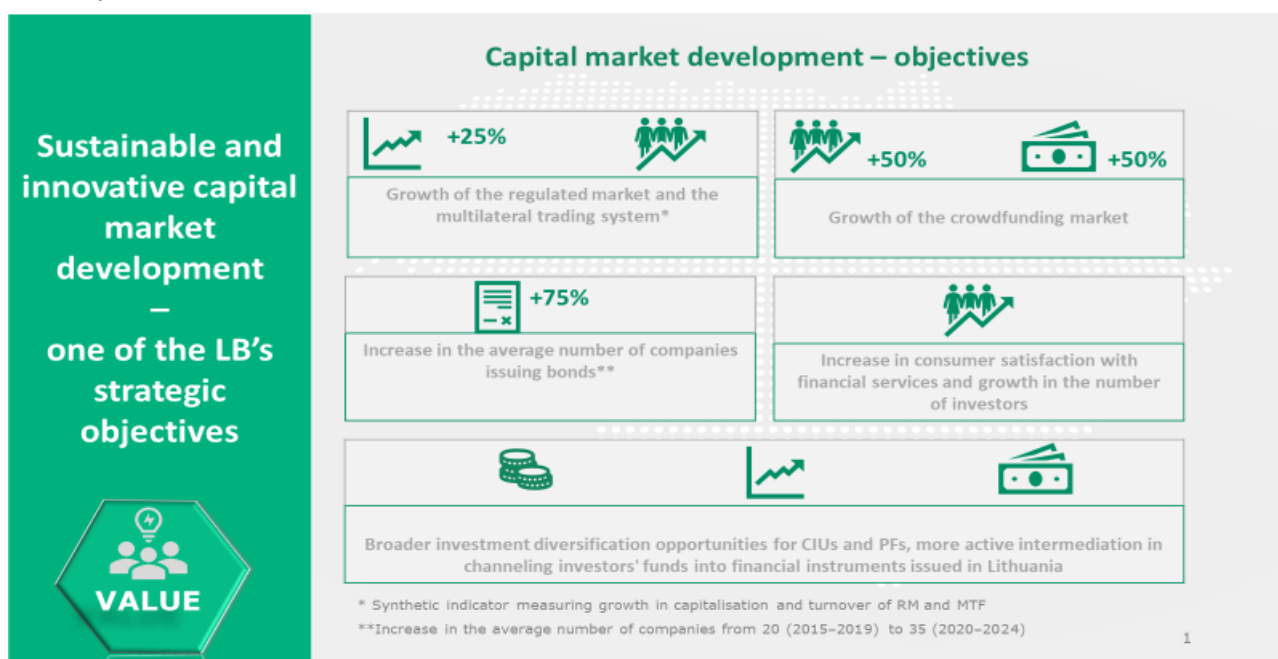 Capital market development – objectives
Sustainable and
innovative capital
market
development
–
one of the LB's
strategic
objectives
VALUE
+25%
Growth of the regulated market and the
multilateral trading system*
+50%
+50%
Growth of the crowdfunding market
+75%
Increase in the average number of companies
issuing bonds**
Increase in consumer satisfaction with
financial services and growth in the number
of investors
Broader investment diversification opportunities for CIUs and PFs, more active intermediation in
channeling investors' funds into financial instruments issued in Lithuania
* Synthetic indicator measuring growth in capitalisation and turnover of RM and MTF
**Increase in the average number of companies from 20 (2015–2019) to 35 (2020–2024)
1